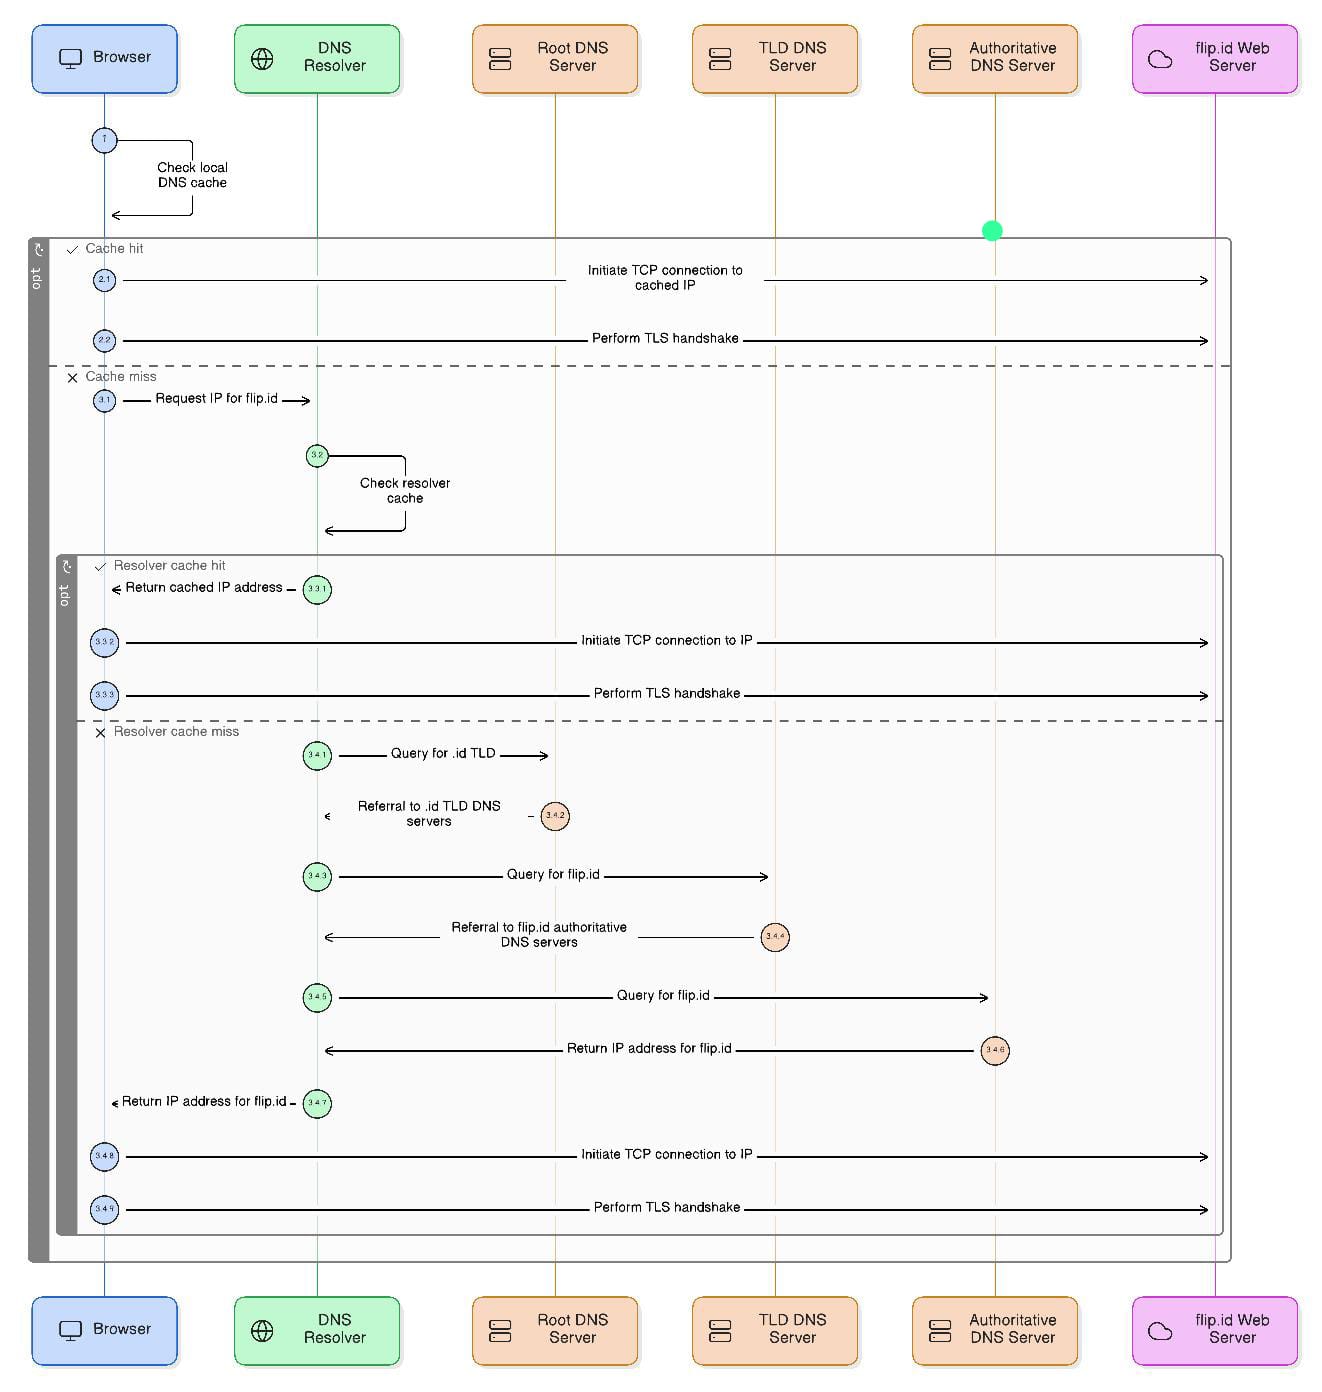 Browser
DNS
Resolver
Root DNS
Server
TLD DNS
Server
Authoritative
DNS Server
flip.id Web
Server
1
Check local
DNS cache
opt
Cache hit
2.1
Initiate TCP connection to
cached IP
2.2
Perform TLS handshake
Cache miss
3.1
Request IP for flip.id
3.2
Check resolver
cache
opt
Resolver cache hit
Return cached IP address
3.3.1
3.3.2
Initiate TCP connection to IP
3.3.3
Perform TLS handshake
Resolver cache miss
3.4.1
Query for .id TLD
Referral to .id TLD DNS
servers
3.4.2
3.4.3
Query for flip.id
Referral to flip.id authoritative
DNS servers
3.4.4
3.4.5
Query for flip.id
Return IP address for flip.id
3.4.6
Return IP address for flip.id
3.4.7
3.4.8
Initiate TCP connection to IP
3.4.9
Perform TLS handshake
Browser
DNS
Resolver
Root DNS
Server
TLD DNS
Server
Authoritative
DNS Server
flip.id Web
Server